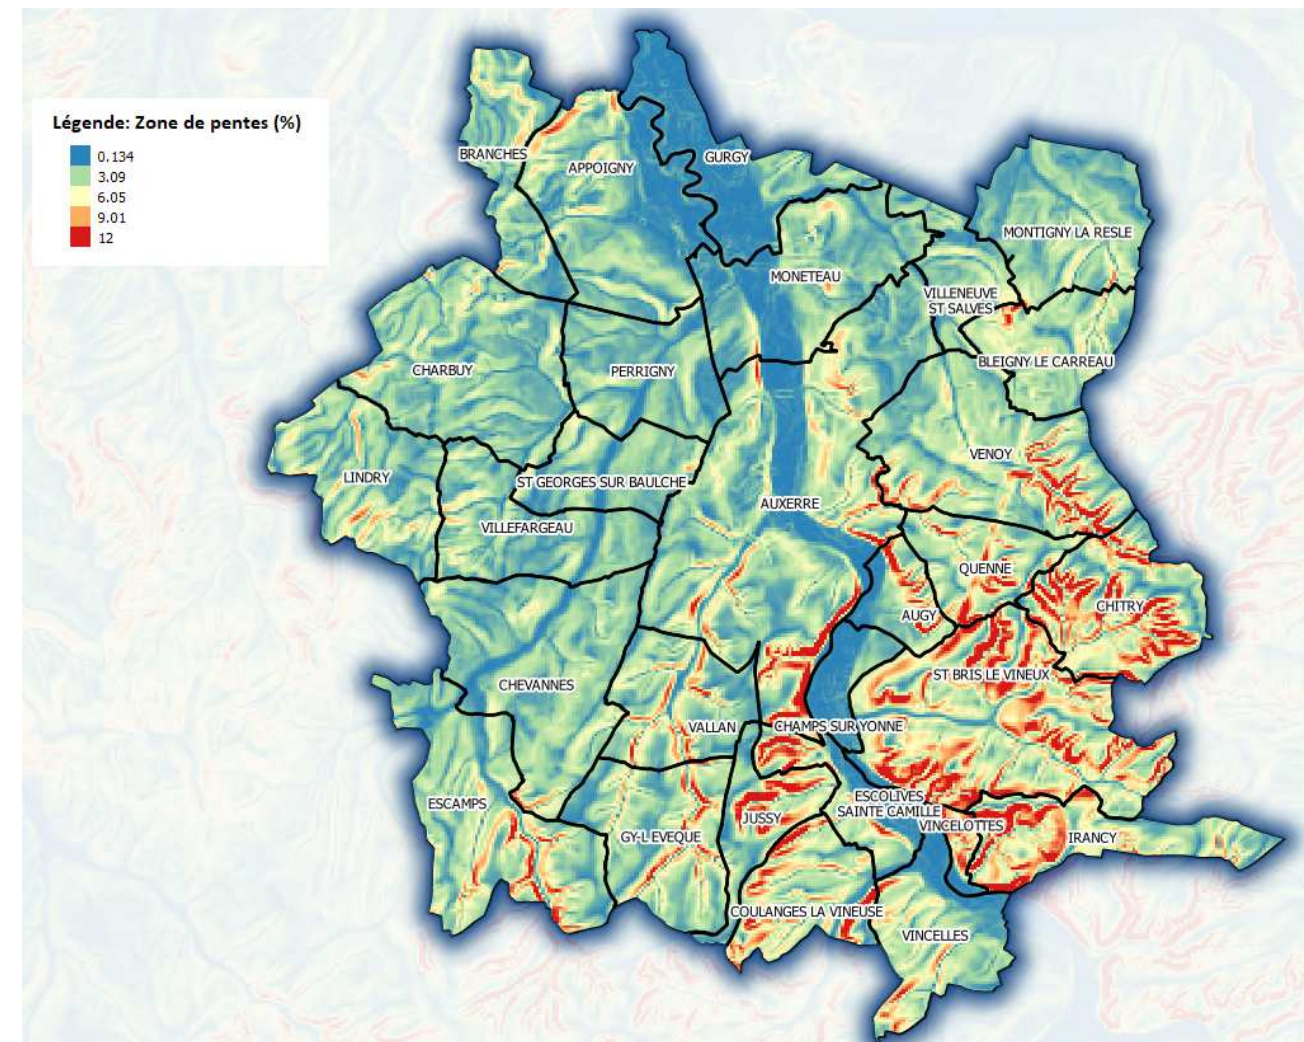 Légende: Zone de pentes (%)
0.134
3.09
6.05
9.01
12
BRANCHES
APPOIGNY
GURGY
MONTIGNY LA RESLE
MONETEAU
VILLENEUVE
ST SALVES
BLEIGNY LE CARREAU
CHARBUY
PERRIGNY
VENOY
LINDRY
ST GEORGES SUR BAULCHE
AUXERRE
VILLEFARGEAU
QUENNE
CHITRY
AUGY
ST BRIS LE VINEUX
CHEVANNES
VALLAN
CHAMPS SUR YONNE
ESCAMPS
ESCOLIVES
SAINTE CAMILLE
JUSSY
VINCELOTTES
GY-L EVEQUE
IRANCY
COULANGES LA VINEUSE
VINCELLES